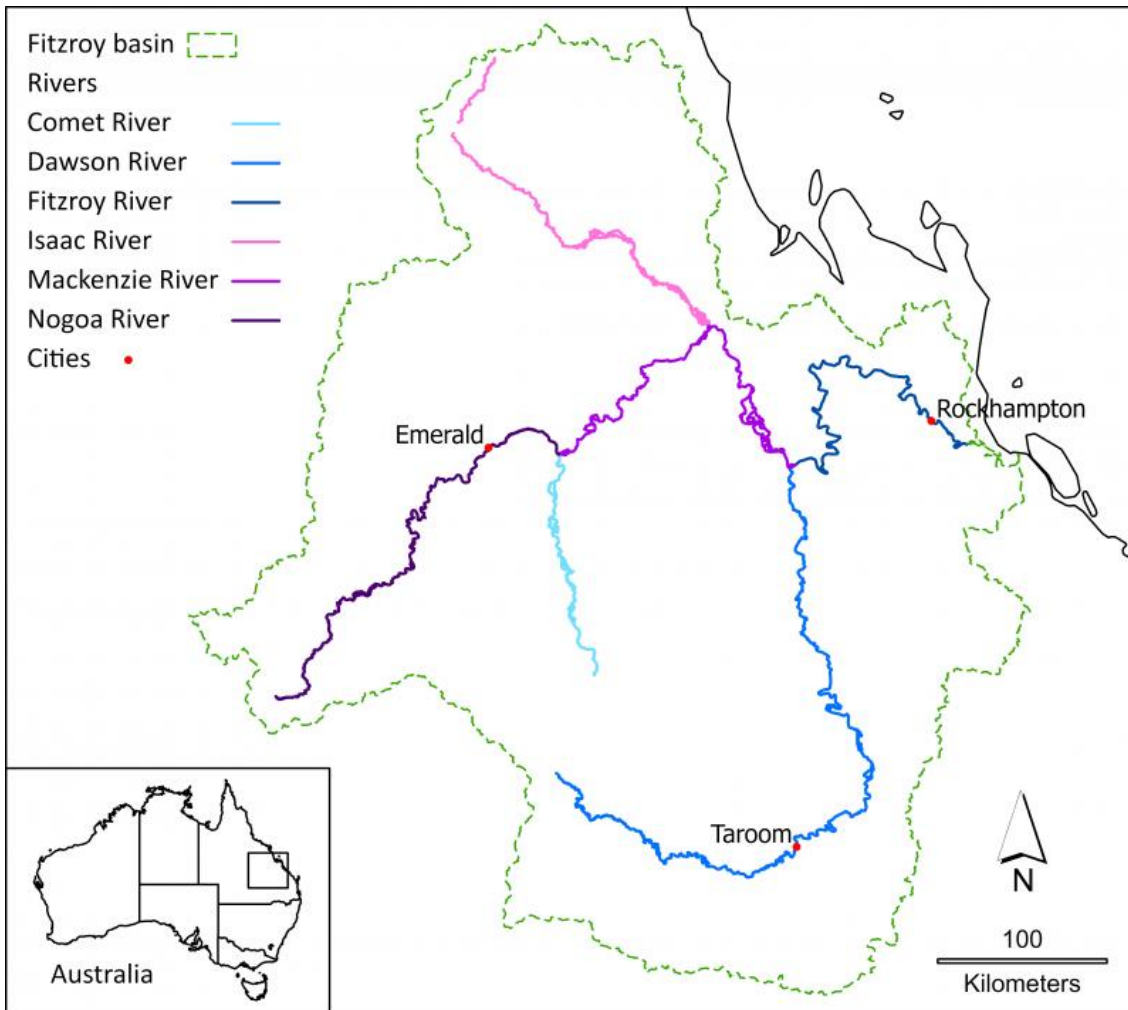 Fitzroy basin
Rivers
Comet River
Dawson River
Fitzroy River
Isaac River
Mackenzie River
Nogoa River
Cities
Rockhampton
Emerald
Taroom
N
100
Kilometers
Australia